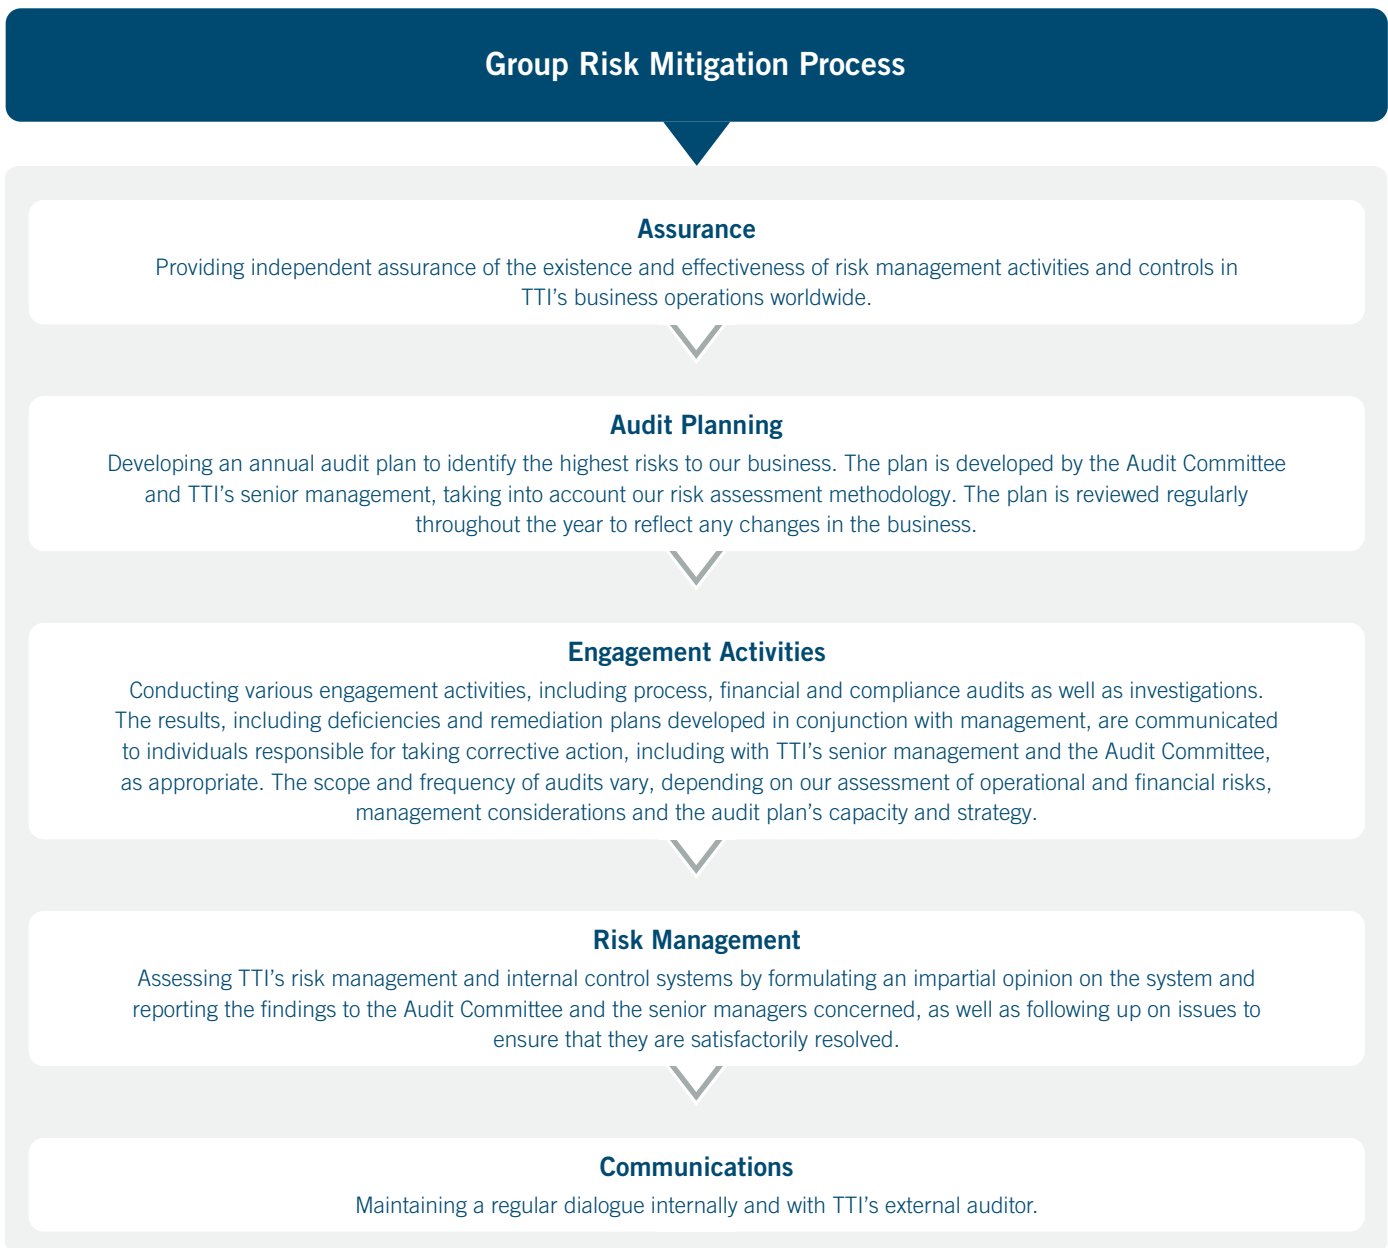 Group Risk Mitigation Process
Assurance
Providing independent assurance of the existence and effectiveness of risk management activities and controls in
TTI’s business operations worldwide.
Audit Planning
Developing an annual audit plan to identify the highest risks to our business. The plan is developed by the Audit Committee
and TTI’s senior management, taking into account our risk assessment methodology. The plan is reviewed regularly
throughout the year to reflect any changes in the business.
Engagement Activities
Conducting various engagement activities, including process, financial and compliance audits as well as investigations.
The results, including deficiencies and remediation plans developed in conjunction with management, are communicated
to individuals responsible for taking corrective action, including with TTI’s senior management and the Audit Committee,
as appropriate. The scope and frequency of audits vary, depending on our assessment of operational and financial risks,
management considerations and the audit plan’s capacity and strategy.
Risk Management
Assessing TTI’s risk management and internal control systems by formulating an impartial opinion on the system and
reporting the findings to the Audit Committee and the senior managers concerned, as well as following up on issues to
ensure that they are satisfactorily resolved.
Communications
Maintaining a regular dialogue internally and with TTI’s external auditor.